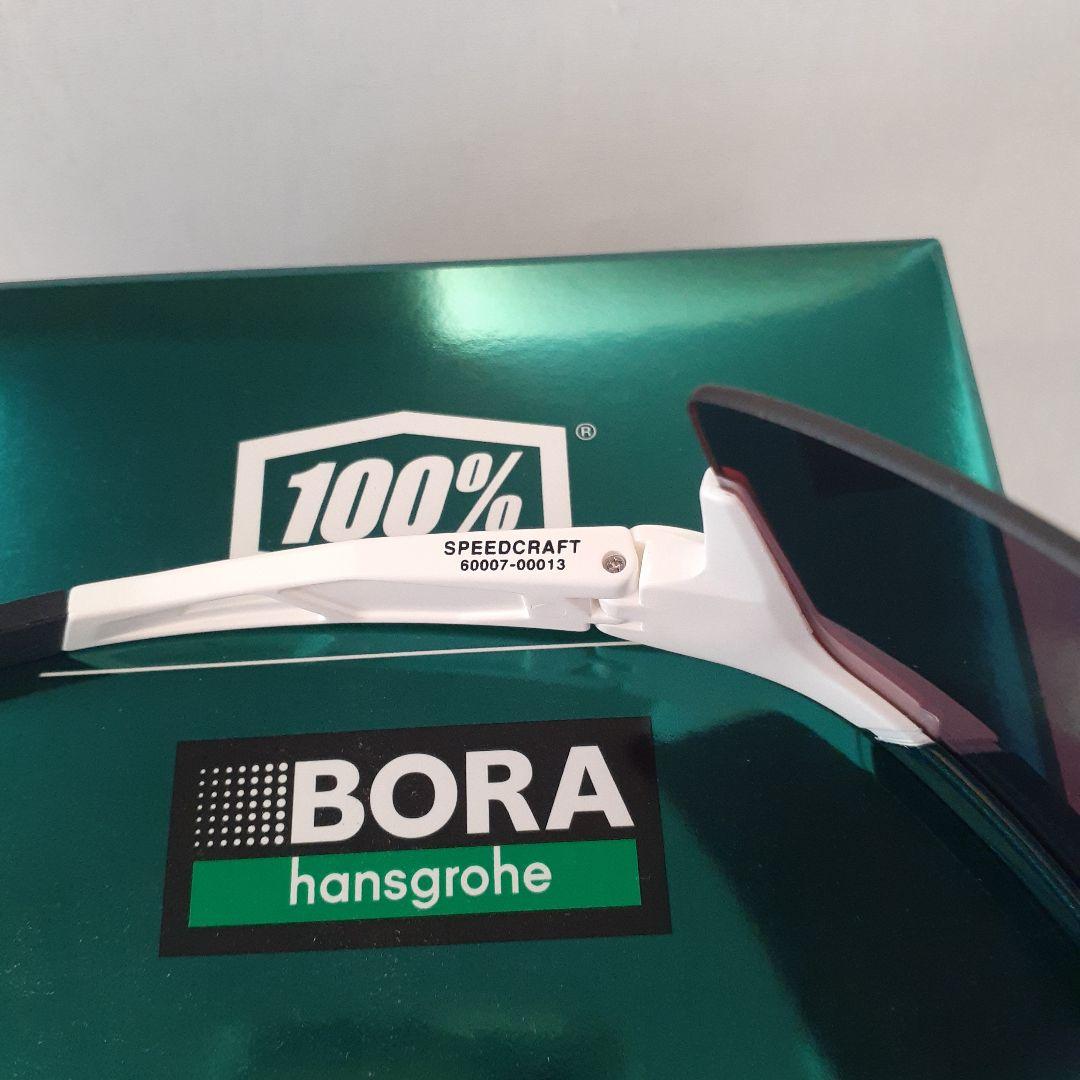 100%®
SPEEDCRAFT
60007-00013
BORA
hansgrohe